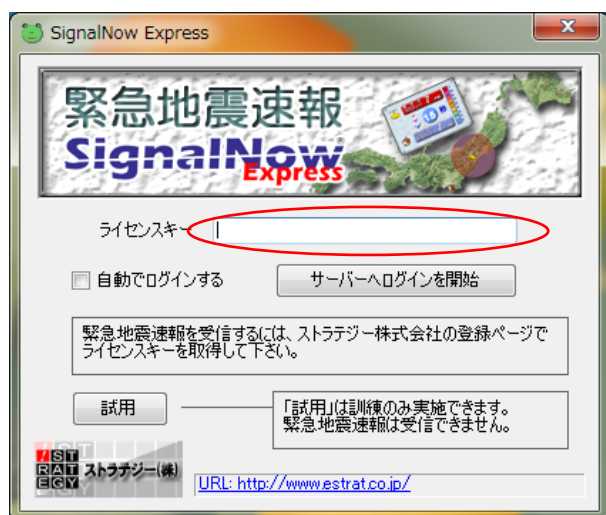 SignalNow Express
緊急地震速報
SignalNow
Express
ライセンスキー
自動でログインする
サーバーへログインを開始
緊急地震速報を受信するには、ストラテジー株式会社の登録ページで
ライセンスキーを取得して下さい。
試用
「試用」は訓練のみ実施できます。
緊急地震速報は受信できません。
IST
RAT
EGY
ストラテジー(株)
URL: http://www.estrat.co.jp/